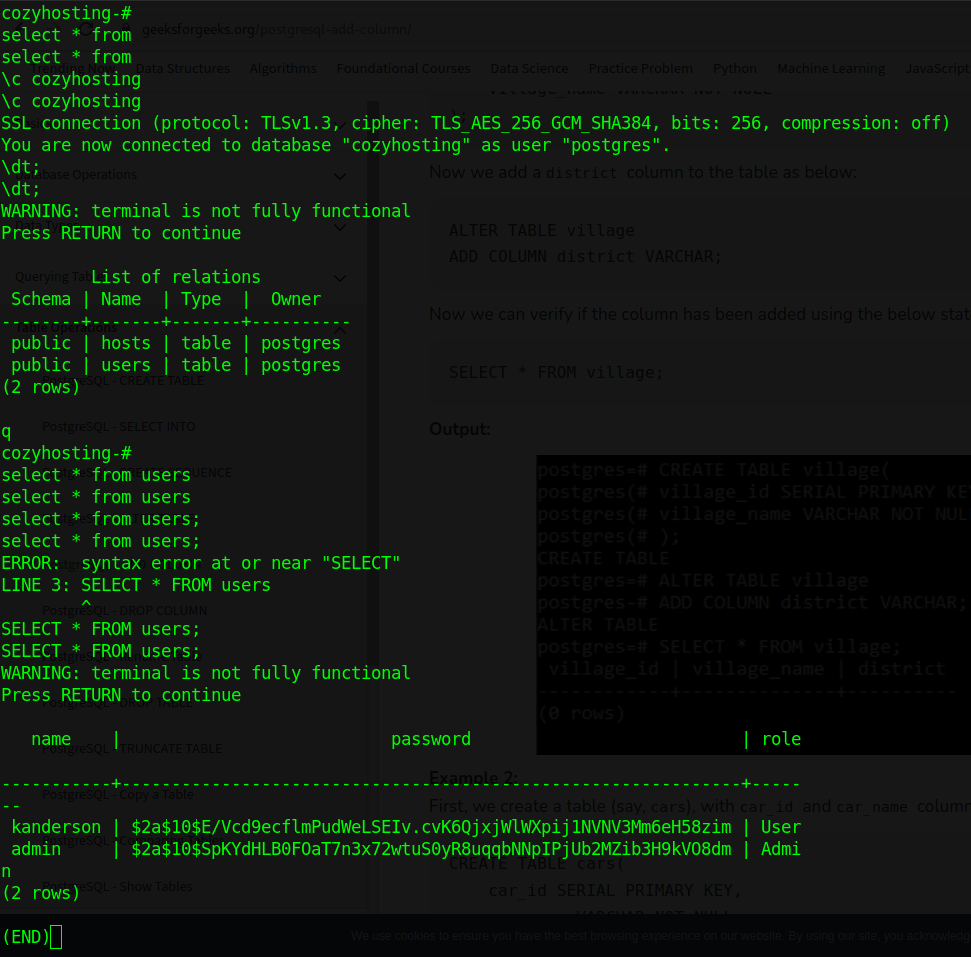 cozyhosting-#
select * from
select * from
\c cozyhosting
\c cozyhosting
SSL connection (protocol: TLSv1.3, cipher: TLS_AES_256_GCM_SHA384, bits: 256, compression: off)
You are now connected to database "cozyhosting" as user "postgres".
\dt;
\dt;
WARNING: terminal is not fully functional
Press RETURN to continue
List of relations
Schema | Name | Type | Owner
--------+-------+-------+----------
public | hosts | table | postgres
public | users | table | postgres
(2 rows)
q
cozyhosting-#
select * from users
select * from users
select * from users;
select * from users;
ERROR: syntax error at or near "SELECT"
LINE 3: SELECT * FROM users
^
SELECT * FROM users;
SELECT * FROM users;
WARNING: terminal is not fully functional
Press RETURN to continue
name | password | role
-----------+--------------------------------------------------------------+------
--
kanderson | $2a$10$E/Vcd9ecflmPudWeLSEIv.cvK6QjxjWlWXpij1NVNV3Mm6eH58zim | User
admin | $2a$10$SpKYdHLB0FOaT7n3x72wtuS0yR8uqqbNNpIPjUb2MZib3H9kVO8dm | Admi
n
(2 rows)
(END)
geeksforgeeks.org/postgresql-add-column/
Trending Now Data Structures Algorithms Foundational Courses Data Science Practice Problem Python Machine Learning JavaScript
Database Operations
Querying Table
Table Operations
PostgreSQL - CREATE TABLE
PostgreSQL - SELECT INTO
PostgreSQL - DROP COLUMN
PostgreSQL - DROP TABLE
PostgreSQL - TRUNCATE TABLE
PostgreSQL - Copy a Table
PostgreSQL - Show Tables
village_name VARCHAR NOT NULL
);
Now we add a district column to the table as below:
ALTER TABLE village
ADD COLUMN district VARCHAR;
Now we can verify if the column has been added using the below stat
SELECT * FROM village;
Output:
postgres=# CREATE TABLE village(
postgres(# village_id SERIAL PRIMARY KE
postgres(# village_name VARCHAR NOT NUL
postgres(# );
CREATE TABLE
postgres=# ALTER TABLE village
postgres-# ADD COLUMN district VARCHAR;
ALTER TABLE
postgres=# SELECT * FROM village;
village_id | village_name | district
(0 rows)
Example 2:
First, we create a table (say, cars), with car_id and car_name column
CREATE TABLE cars(
car_id SERIAL PRIMARY KEY,
VARCHAR NOT NULL
We use cookies to ensure you have the best browsing experience on our website. By using our site, you acknowledg